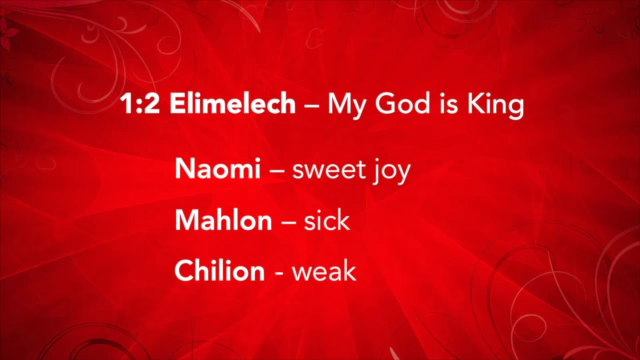 1:2 Elimelech – My God is King
Naomi – sweet joy
Mahlon – sick
Chilion - weak